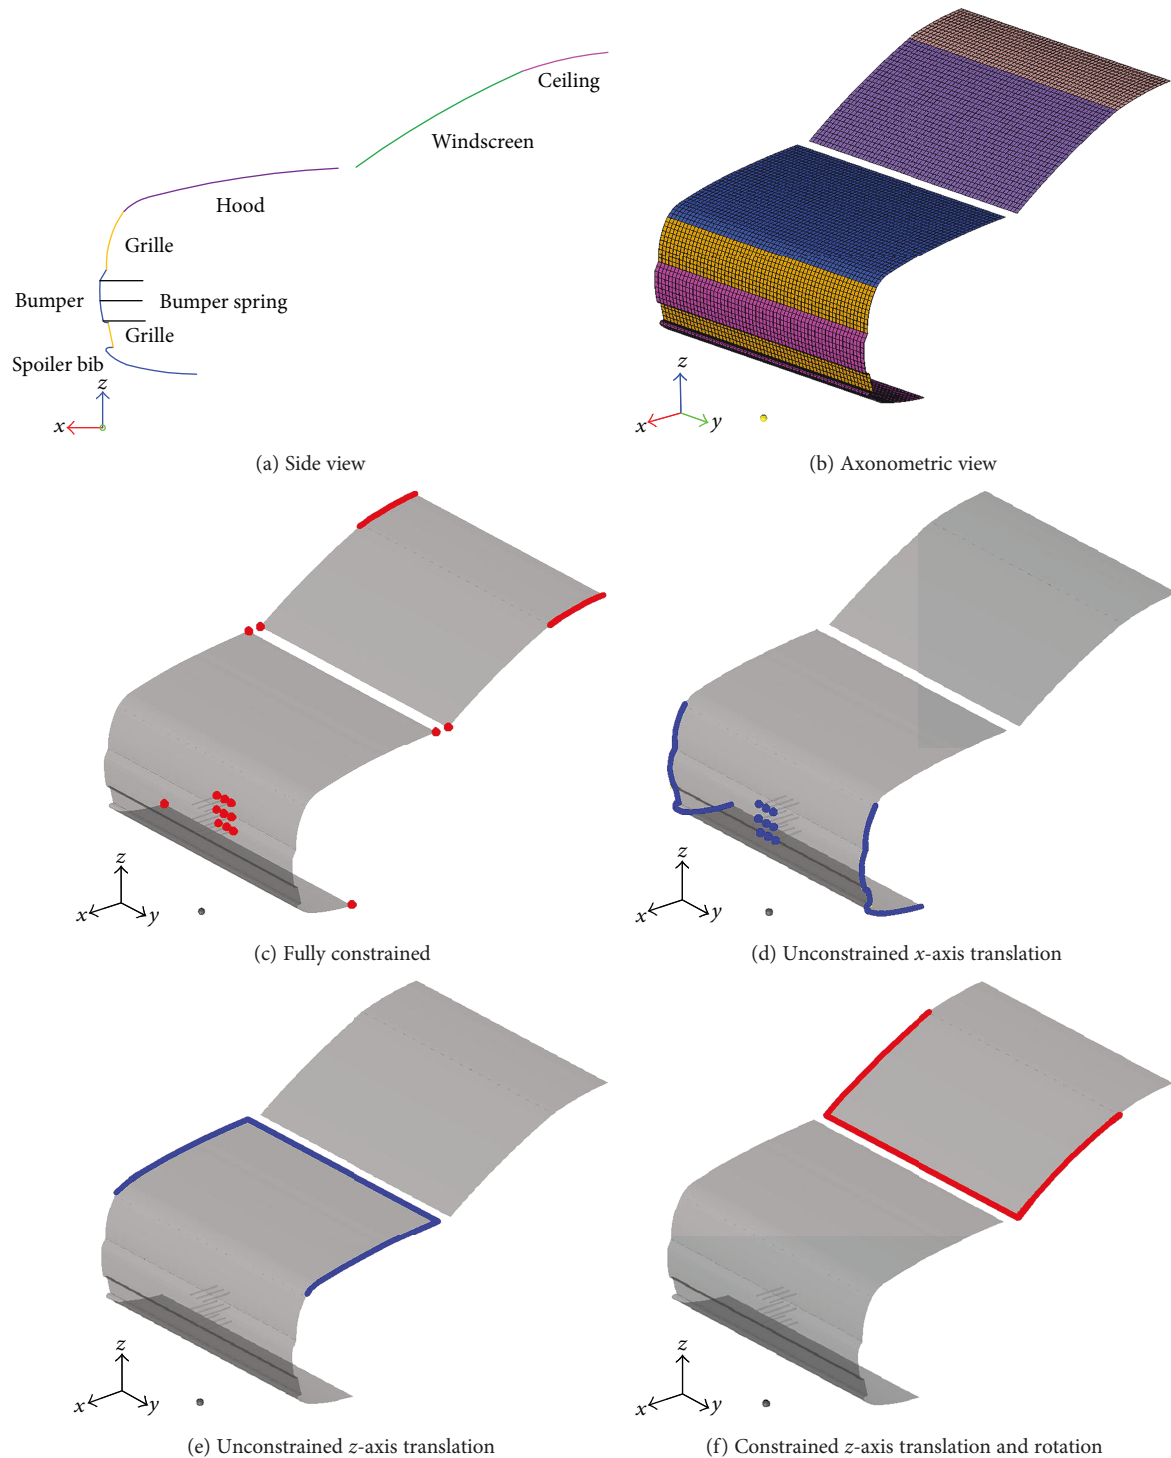 Ceiling
Windscreen
Hood
Grille
Bumper
Bumper spring
Grille
Spoiler bib
z
x
(a) Side view
z
x
y
(b) Axonometric view
z
x
y
(c) Fully constrained
z
x
y
(d) Unconstrained x-axis translation
z
x
y
(e) Unconstrained z-axis translation
z
x
y
(f) Constrained z-axis translation and rotation